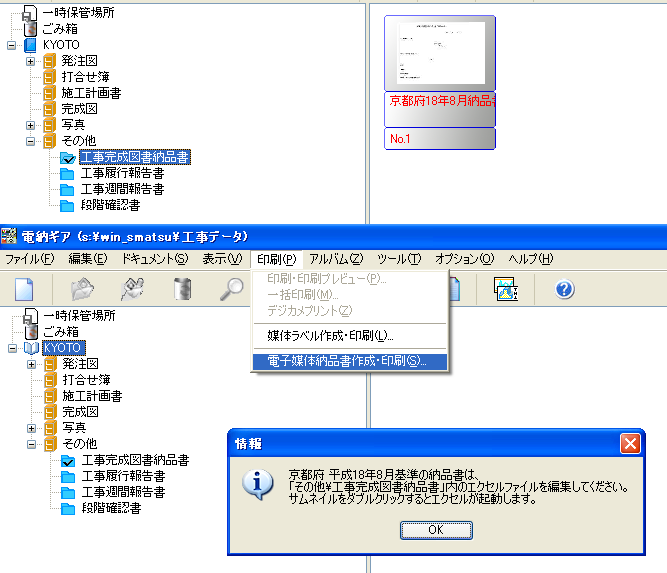 一時保管場所
ごみ箱
KYOTO
発注図
打合せ簿
施工計画書
完成図
写真
その他
工事完成図書納品書
工事履行報告書
工事週間報告書
段階確認書
京都府18年8月納品書
No.1
電納ギア (s:¥win_smatsu¥工事データ)
ファイル(F) 編集(E) ドキュメント(S) 表示(V) 印刷(P) アルバム(Z) ツール(T) オプション(O) ヘルプ(H)
印刷・印刷プレビュー(P)...
一括印刷(M)...
デジカメプリント(Z)
媒体ラベル作成・印刷(L)...
電子媒体納品書作成・印刷(S)...
一時保管場所
ごみ箱
KYOTO
発注図
打合せ簿
施工計画書
完成図
写真
その他
工事完成図書納品書
工事履行報告書
工事週間報告書
段階確認書
情報
京都府 平成18年8月基準の納品書は、
「その他¥工事完成図書納品書」内のエクセルファイルを編集してください。
サムネイルをダブルクリックするとエクセルが起動します。
OK